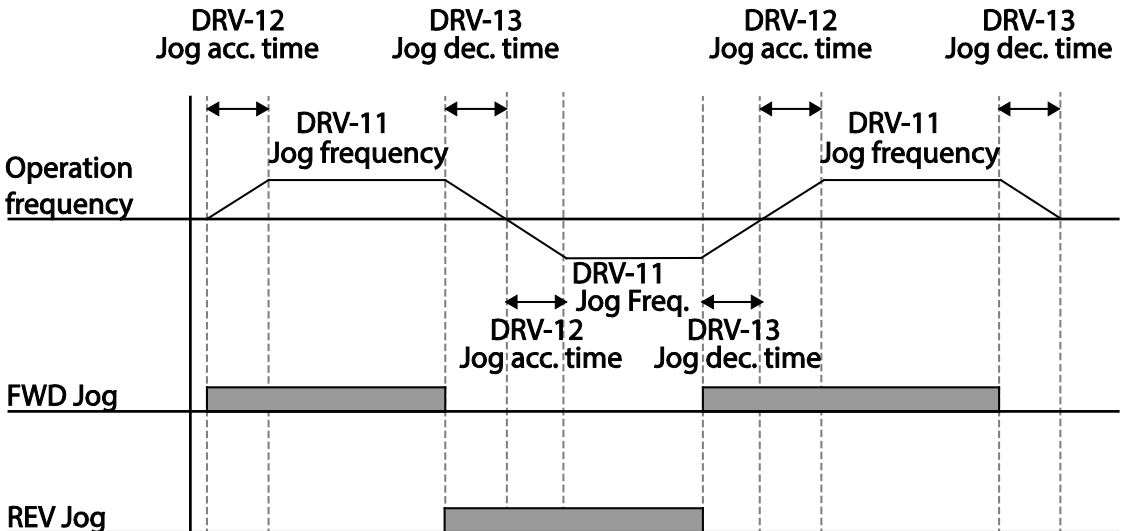 DRV-12
Jog acc. time
DRV-13
Jog dec. time
DRV-12
Jog acc. time
DRV-13
Jog dec. time
DRV-11
Jog frequency
DRV-11
Jog frequency
Operation
frequency
DRV-11
Jog Freq.
DRV-12
Jog acc. time
DRV-13
Jog dec. time
FWD Jog
REV Jog